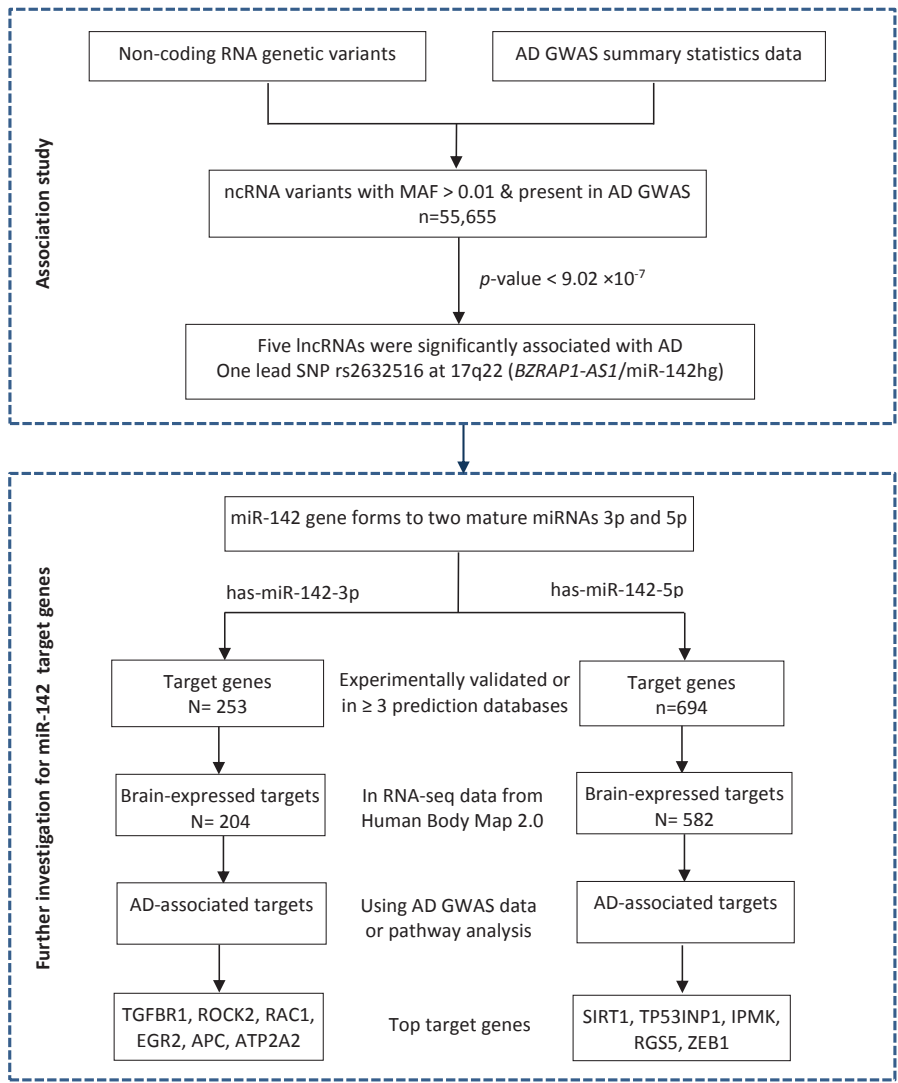 Association study
Non-coding RNA genetic variants
AD GWAS summary statistics data
ncRNA variants with MAF > 0.01 & present in AD GWAS
n=55,655
p-value < 9.02 ×10⁻⁷
Five lncRNAs were significantly associated with AD
One lead SNP rs2632516 at 17q22 (BZRAP1-AS1/miR-142hg)
Further investigation for miR-142 target genes
miR-142 gene forms to two mature miRNAs 3p and 5p
has-miR-142-3p
has-miR-142-5p
Target genes
N= 253
Experimentally validated or
in ≥ 3 prediction databases
Target genes
n=694
Brain-expressed targets
N= 204
In RNA-seq data from
Human Body Map 2.0
Brain-expressed targets
N= 582
AD-associated targets
Using AD GWAS data
or pathway analysis
AD-associated targets
TGFBR1, ROCK2, RAC1,
EGR2, APC, ATP2A2
Top target genes
SIRT1, TP53INP1, IPMK,
RGS5, ZEB1